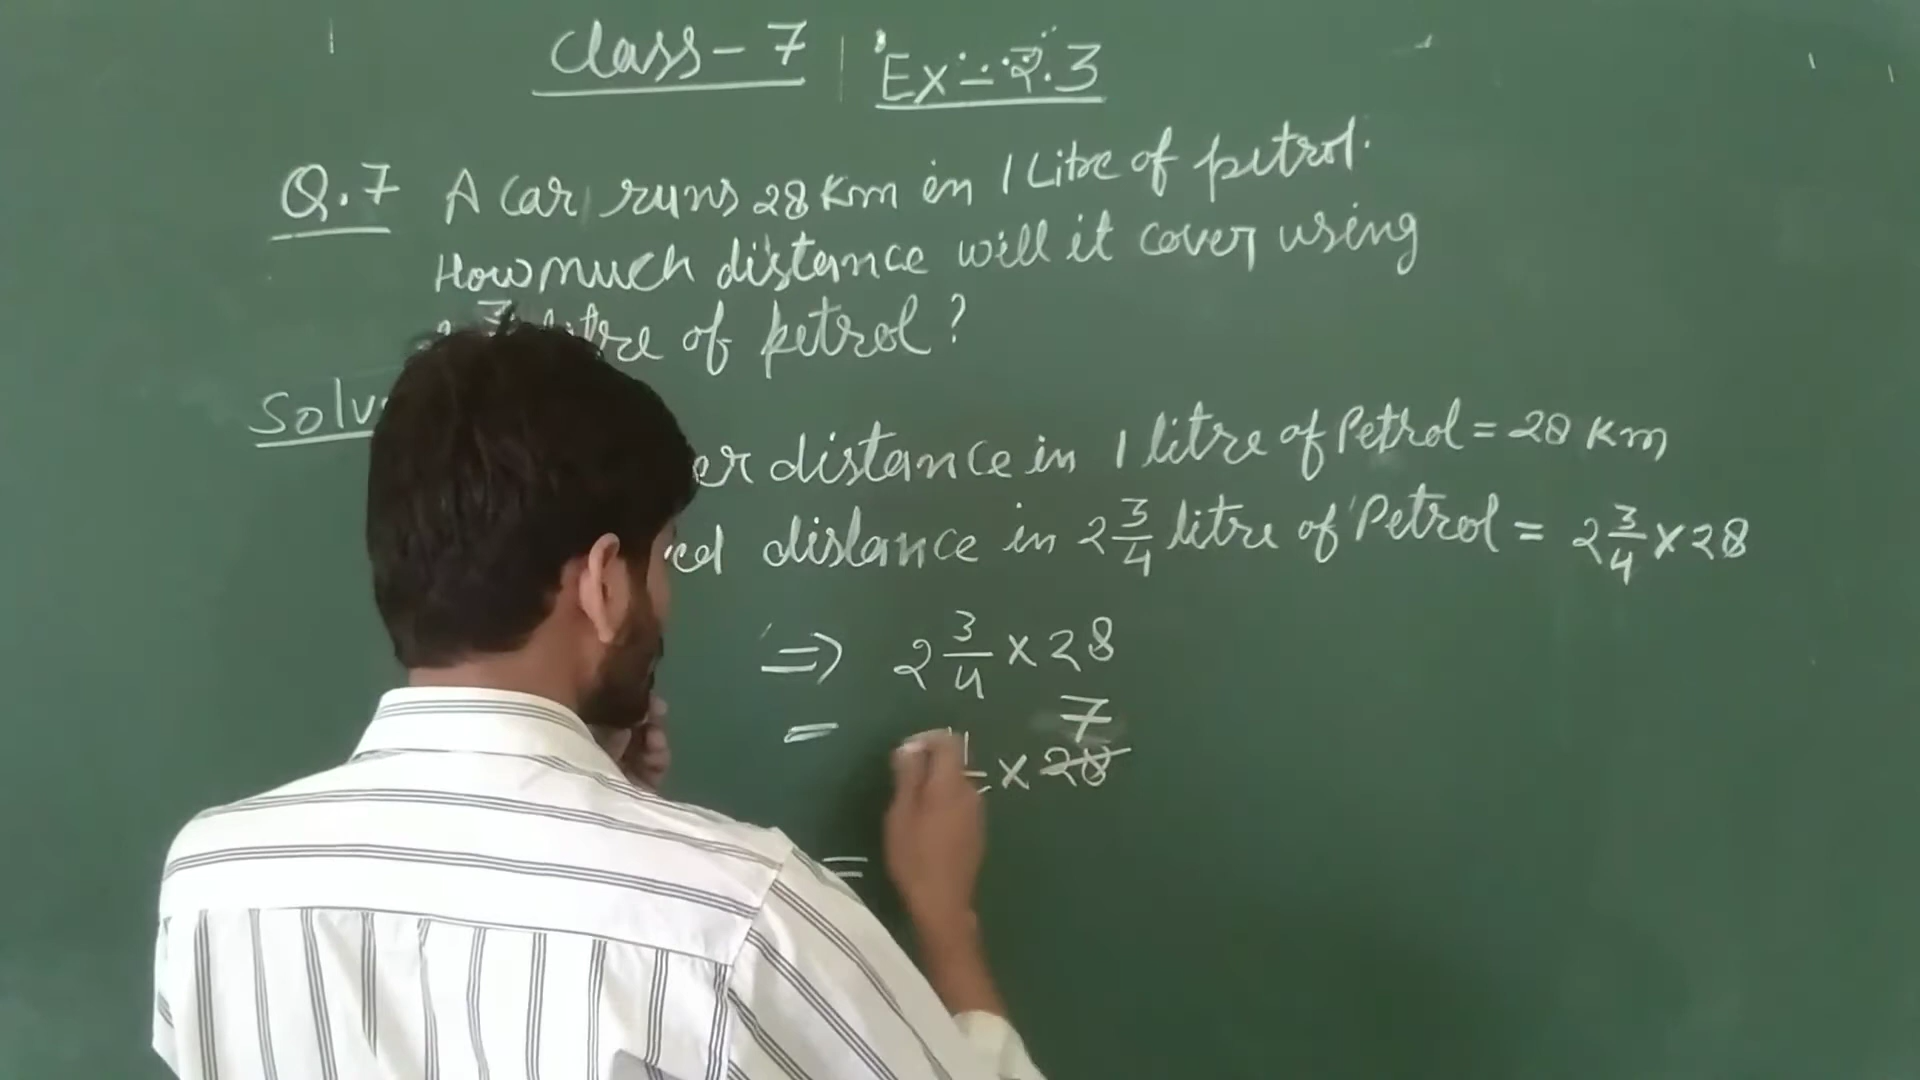 Class - 7 | Ex - 2.3
Q.7 A Car runs 28 Km in 1 Litre of petrol.
How much distance will it cover using
litre of petrol?
distance in 1 litre of Petrol = 28 Km
distance in 2 3/4 litre of Petrol = 2 3/4 × 28
=> 2 3/4 × 28
= × 28 7
=